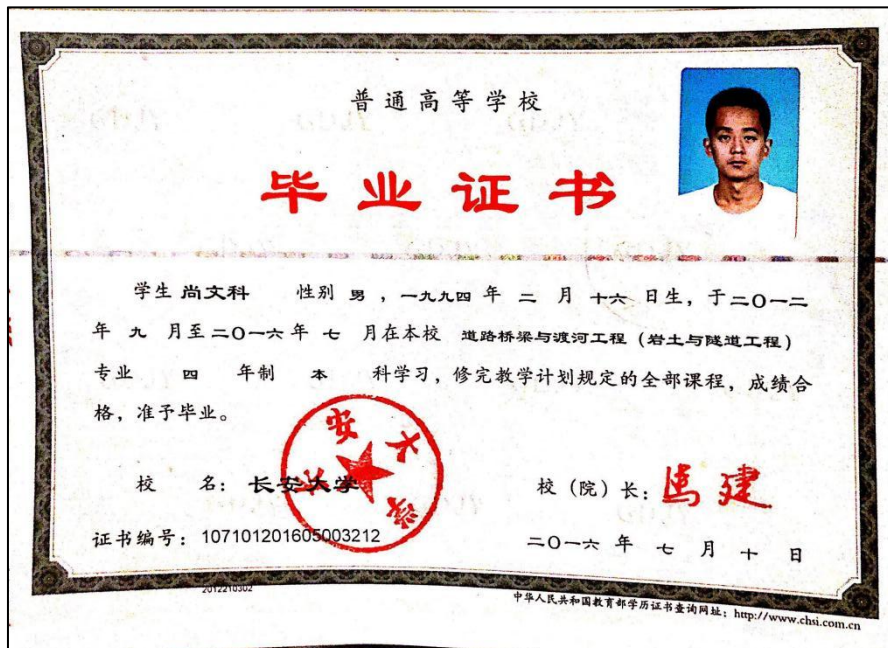 普通高等学校
毕业证书
学生 尚文科 性别 男 ，一九九四 年 二 月 十六 日生，于二〇一二
年 九 月至二〇一六年 七 月在本校 道路桥梁与渡河工程（岩土与隧道工程）
专业 四 年制 本 科学习，修完教学计划规定的全部课程，成绩合
格，准予毕业。
长安大学
校 名：长安大学
校（院）长：马建
证书编号：107101201605003212
二〇一六 年 七 月 十 日
2012210302
中华人民共和国教育部学历证书查询网址：http://www.chsi.com.cn